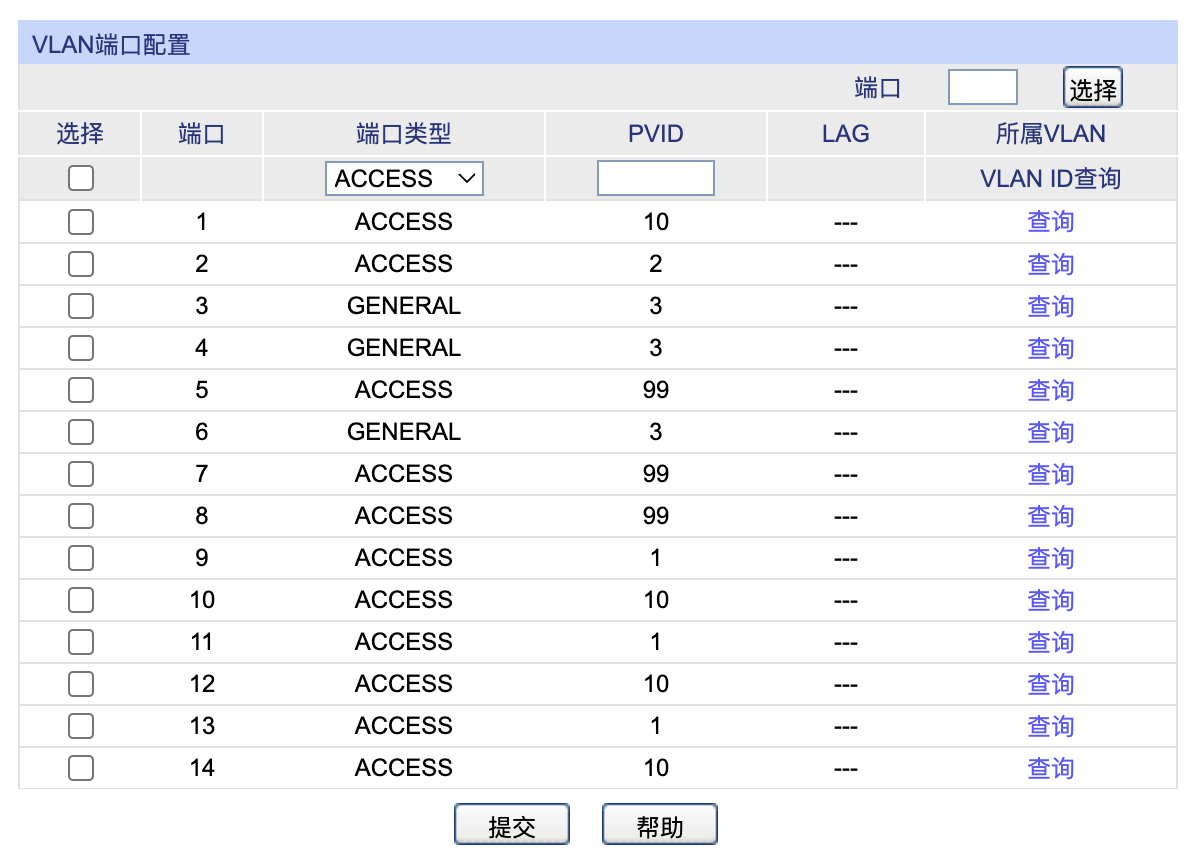 VLAN端口配置
端口 选择
选择 端口 端口类型 PVID LAG 所属VLAN
ACCESS VLAN ID查询
1 ACCESS 10 --- 查询
2 ACCESS 2 --- 查询
3 GENERAL 3 --- 查询
4 GENERAL 3 --- 查询
5 ACCESS 99 --- 查询
6 GENERAL 3 --- 查询
7 ACCESS 99 --- 查询
8 ACCESS 99 --- 查询
9 ACCESS 1 --- 查询
10 ACCESS 10 --- 查询
11 ACCESS 1 --- 查询
12 ACCESS 10 --- 查询
13 ACCESS 1 --- 查询
14 ACCESS 10 --- 查询
提交 帮助